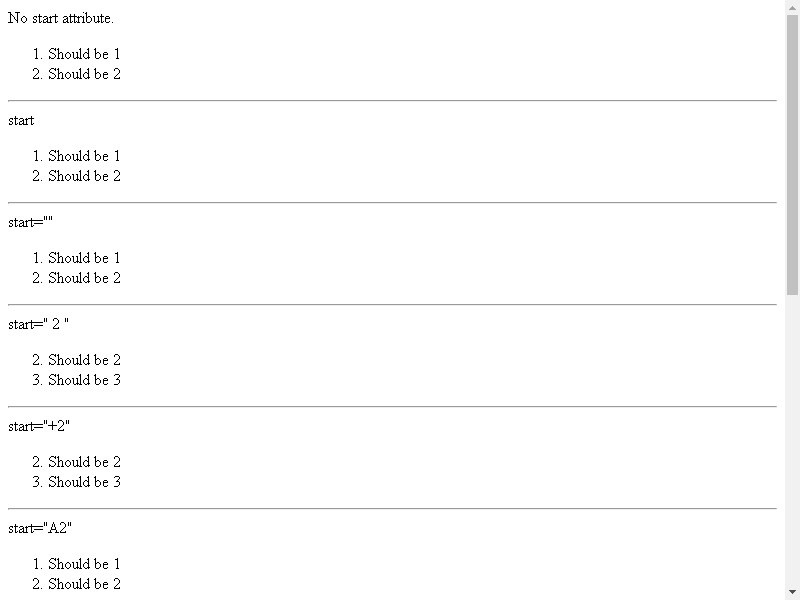 No start attribute.
1. Should be 1
2. Should be 2
start
1. Should be 1
2. Should be 2
start=""
1. Should be 1
2. Should be 2
start=" 2 "
2. Should be 2
3. Should be 3
start="+2"
2. Should be 2
3. Should be 3
start="A2"
1. Should be 1
2. Should be 2